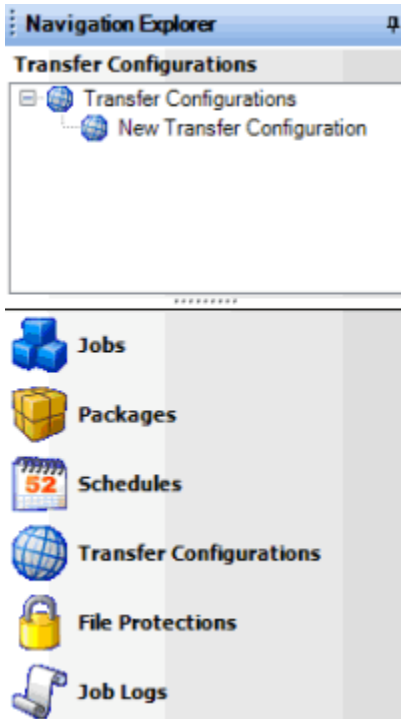 Navigation Explorer
Transfer Configurations
Transfer Configurations
New Transfer Configuration
Jobs
Packages
52
Schedules
Transfer Configurations
File Protections
Job Logs